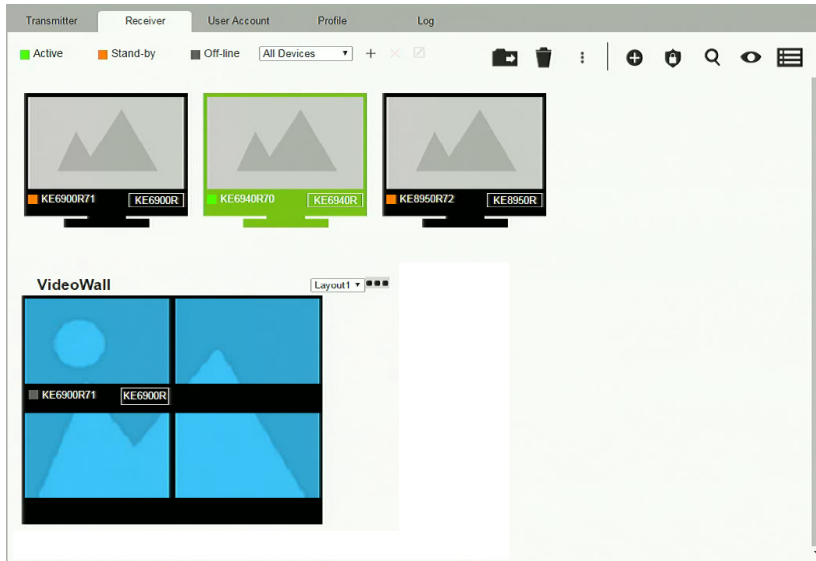 Transmitter Receiver User Account Profile Log
Active Stand-by Off-line All Devices
KE6900R71 KE6900R KE6940R70 KE6940R KE8950R72 KE8950R
VideoWall Layout1
KE6900R71 KE6900R